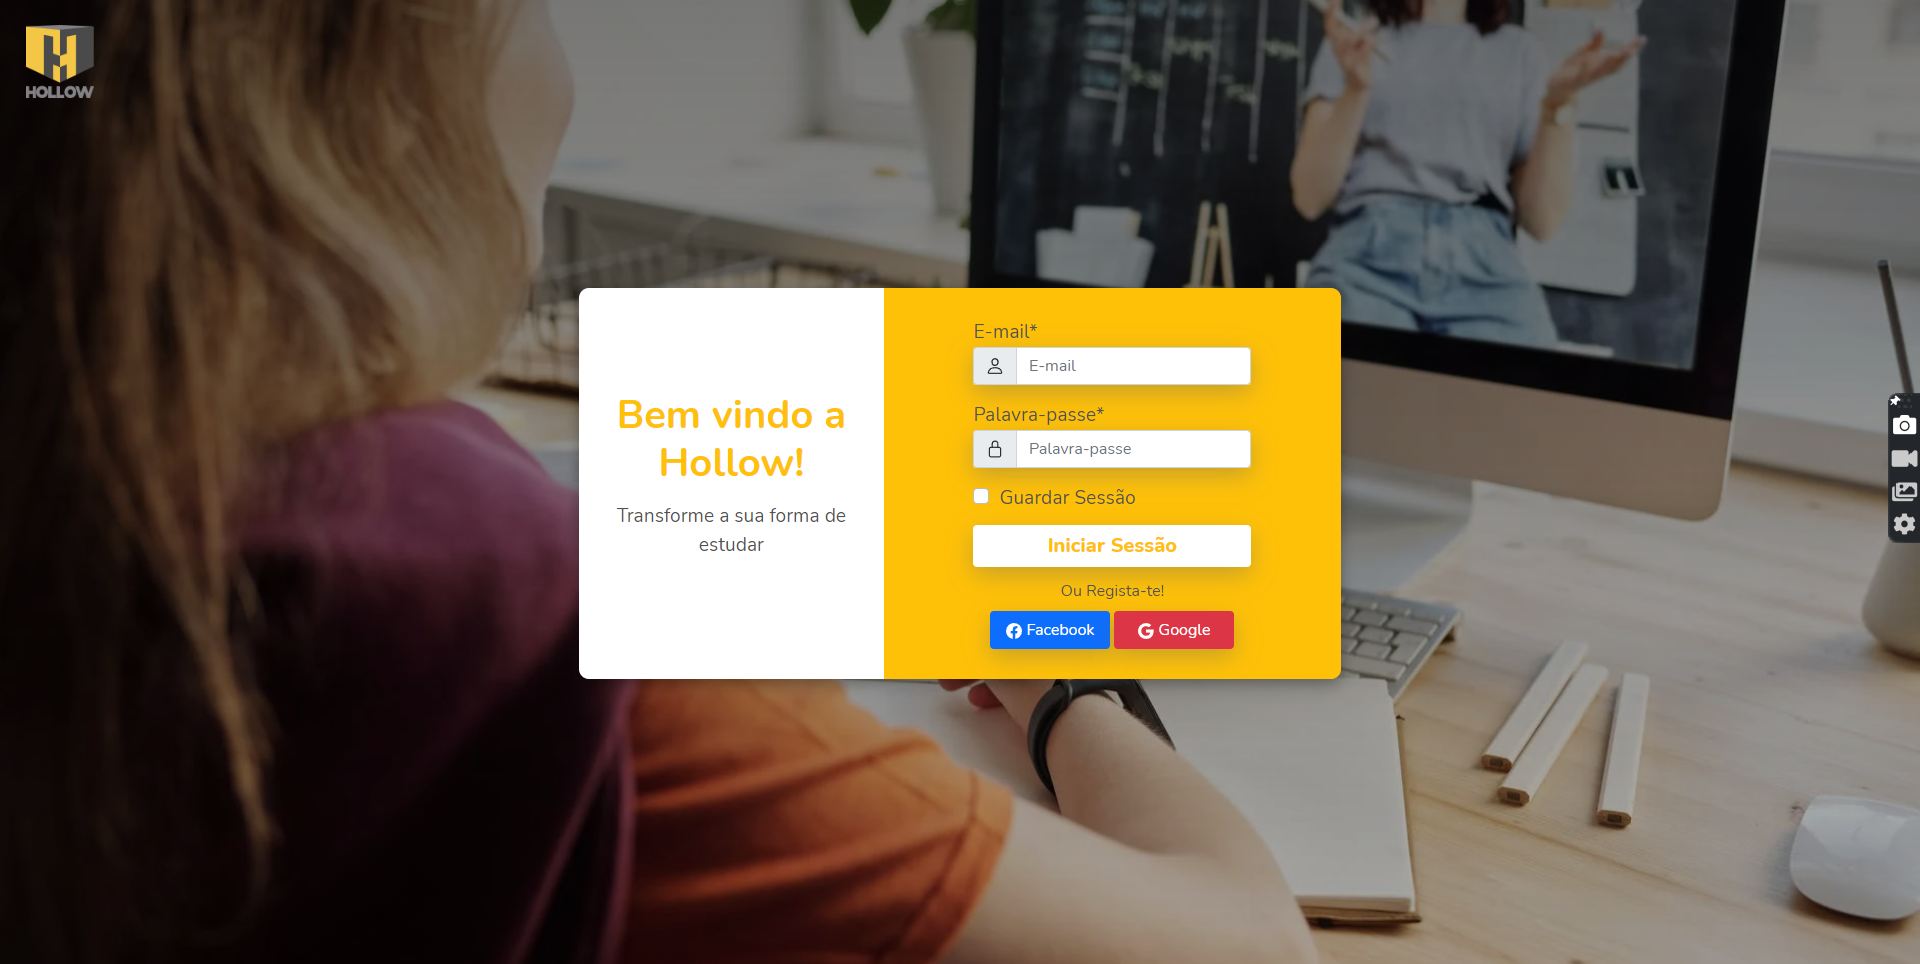 HOLLOW
Bem vindo a
Hollow!
Transforme a sua forma de
estudar
E-mail*
E-mail
Palavra-passe*
Palavra-passe
Guardar Sessão
Iniciar Sessão
Ou Regista-te!
Facebook
Google